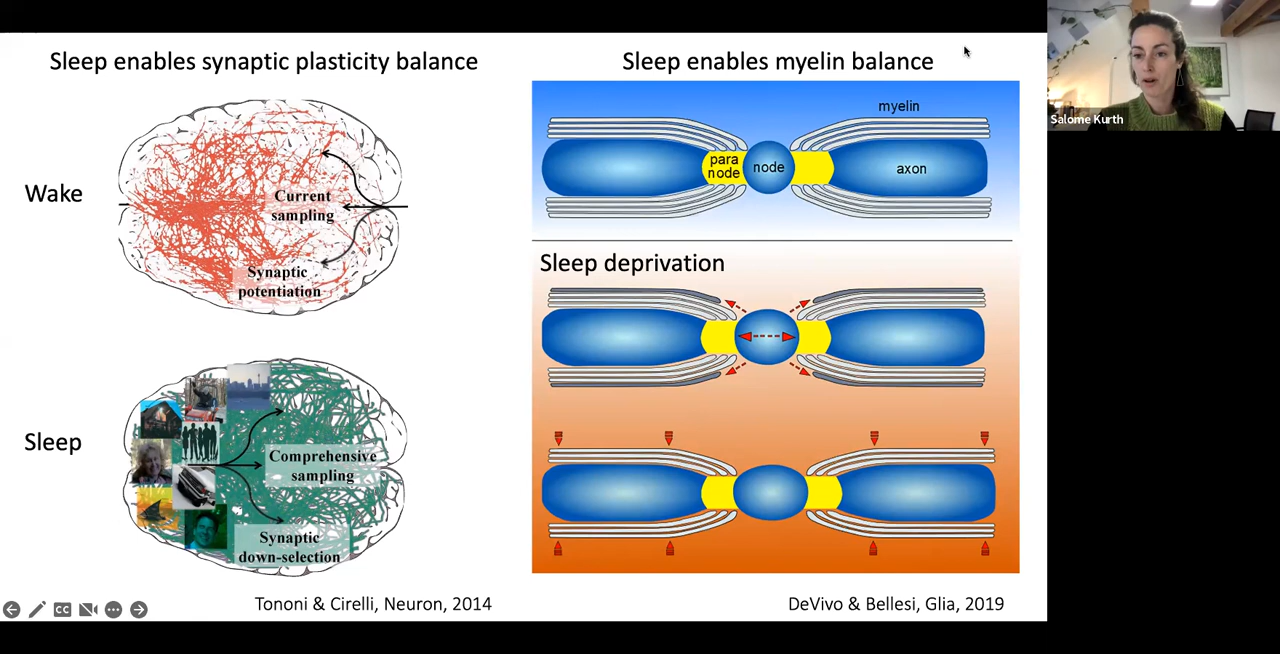 Sleep enables synaptic plasticity balance
Wake
Current
sampling
Synaptic
potentiation
Sleep
Comprehensive
sampling
Synaptic
down-selection
Tononi & Cirelli, Neuron, 2014
Sleep enables myelin balance
myelin
para
node
node
axon
Sleep deprivation
DeVivo & Bellesi, Glia, 2019
CC
Salome Kurth